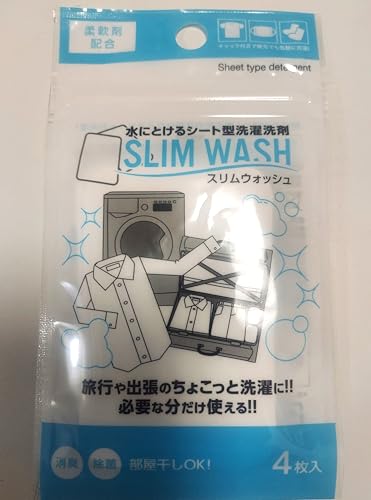 柔軟剤
配合
Sheet type detergent
水にとけるシート型洗濯洗剤
SLIM WASH
スリムウォッシュ
旅行や出張のちょこっと洗濯に!!
必要な分だけ使える!!
消臭
除菌
部屋干しOK!
4枚入